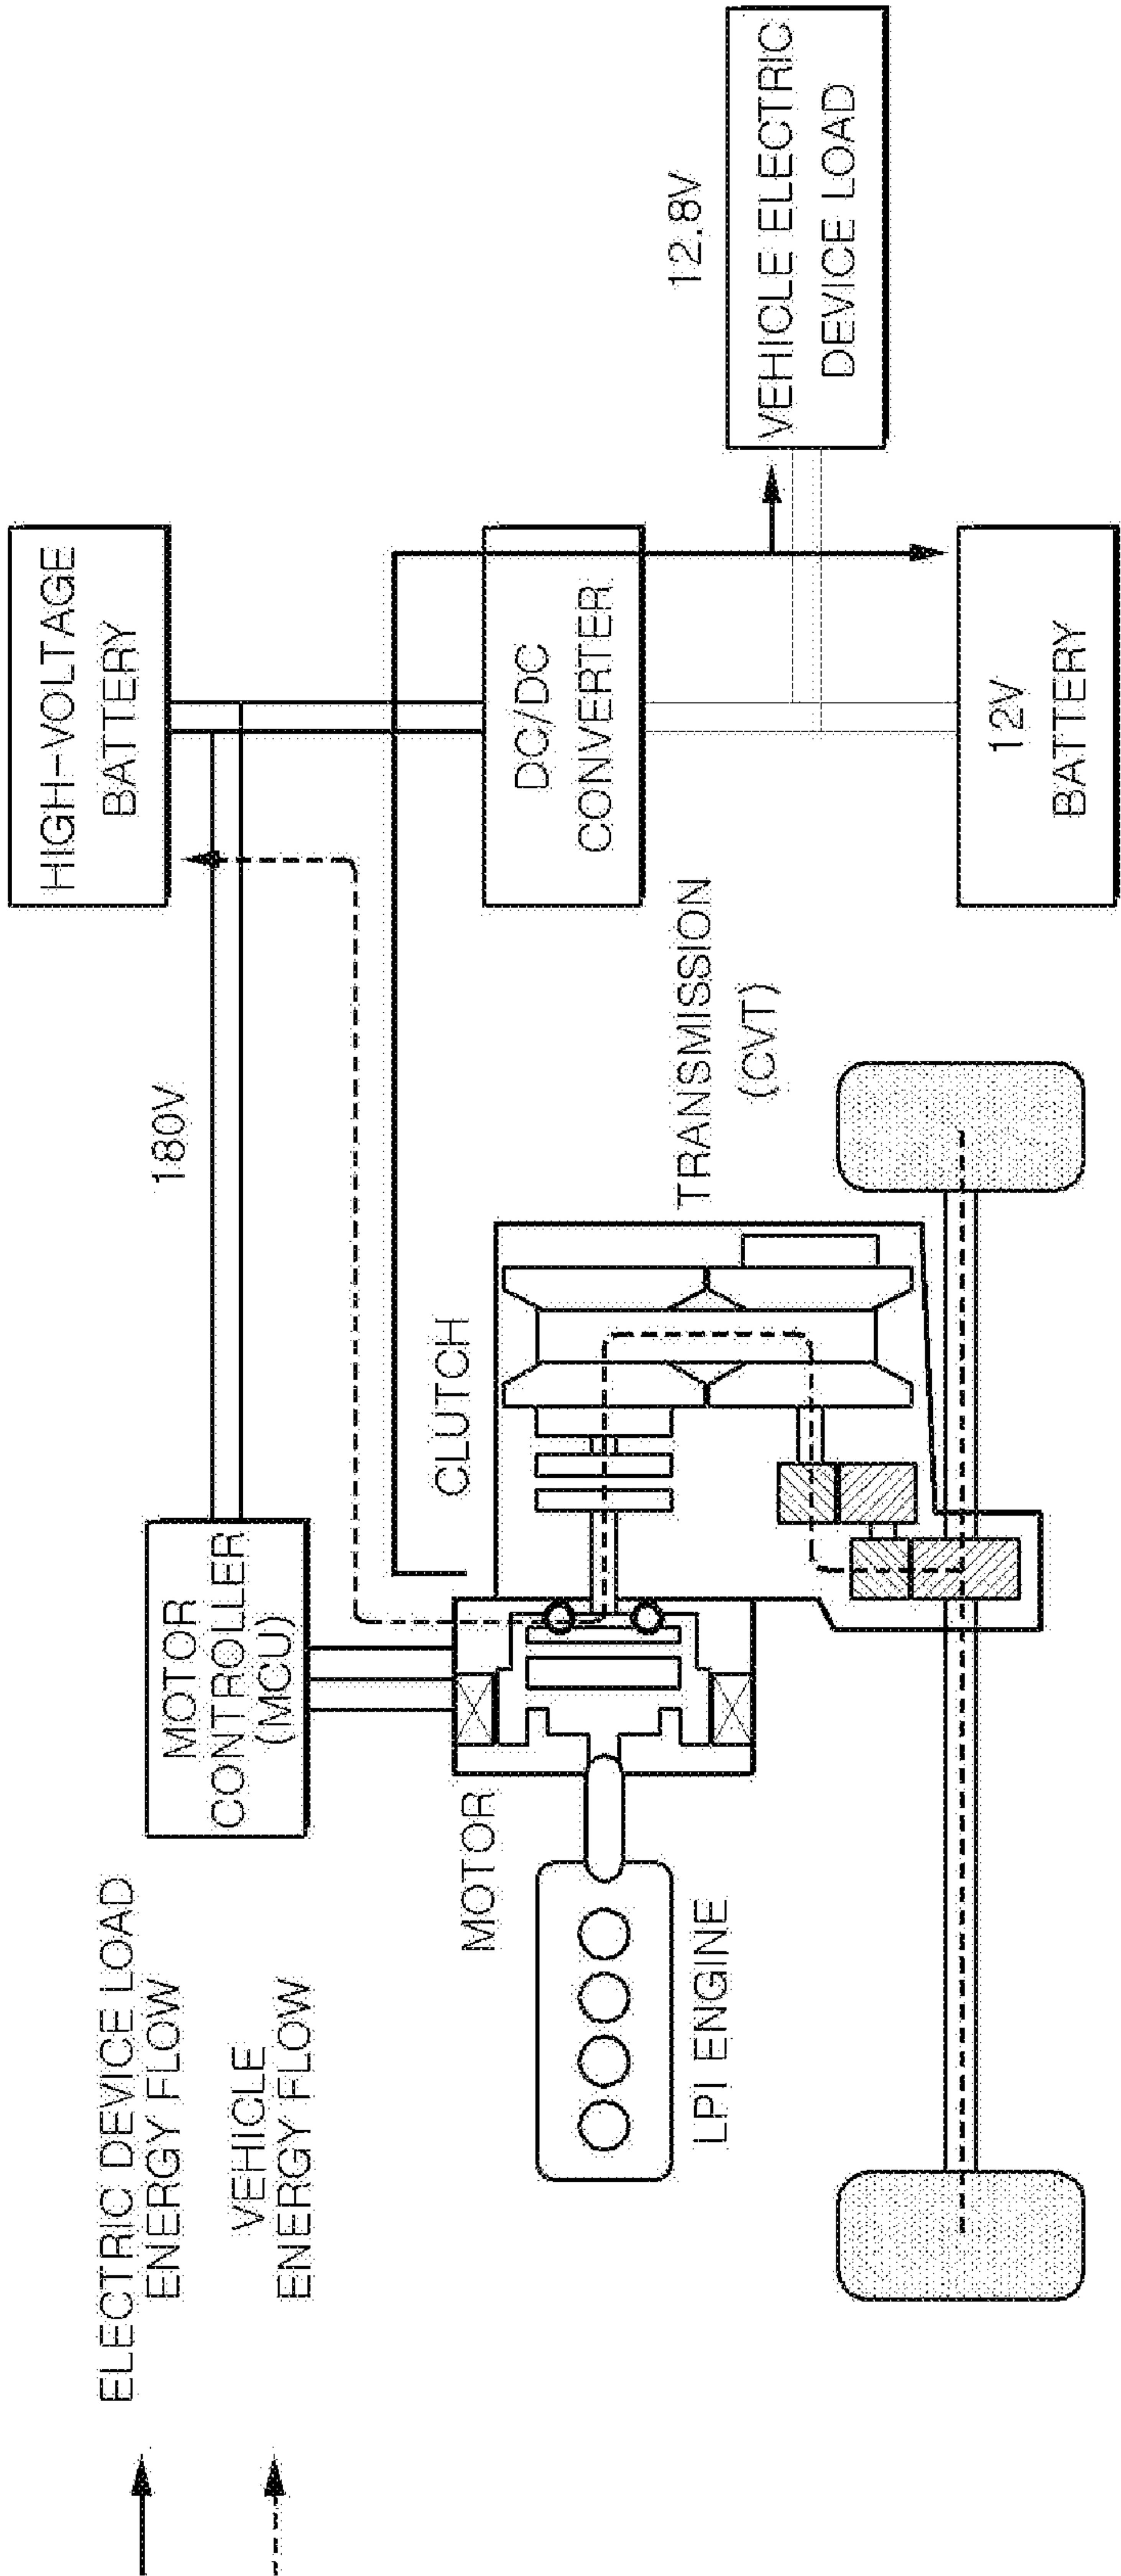 ELECTRIC DEVICE LOAD
ENERGY FLOW
VEHICLE
ENERGY FLOW
MOTOR
CONTROLLER
(MCU)
180V
HIGH-VOLTAGE
BATTERY
MOTOR
CLUTCH
DC/DC
CONVERTER
12.8V
LPI ENGINE
TRANSMISSION
(CVT)
VEHICLE ELECTRIC
DEVICE LOAD
12V
BATTERY